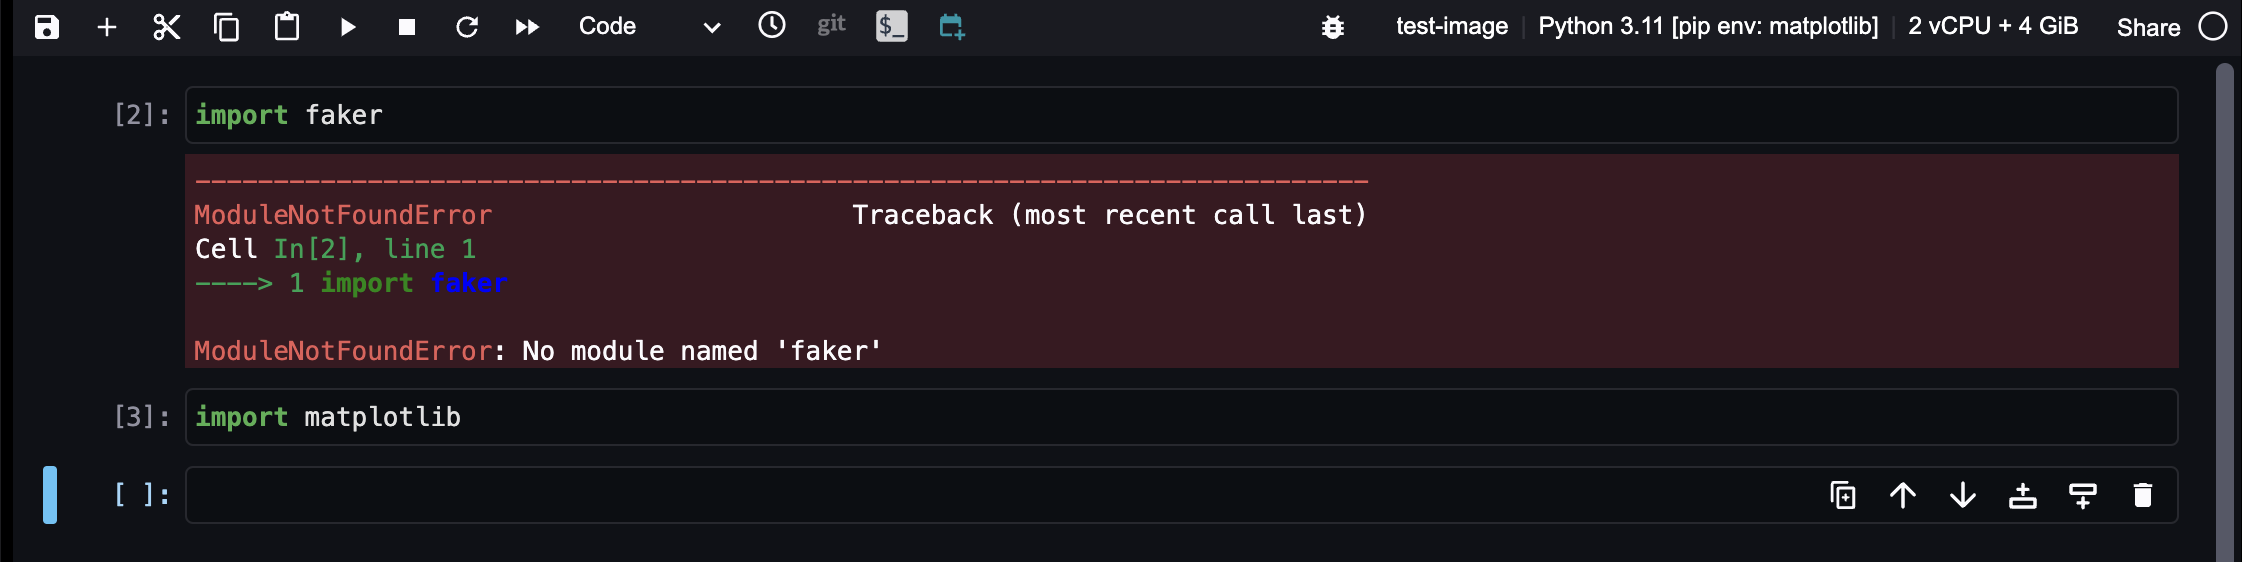 Code git $_ test-image Python 3.11 [pip env: matplotlib] 2 vCPU + 4 GiB Share
[2]: import faker
---------------------------------------------------------------------------
ModuleNotFoundError Traceback (most recent call last)
Cell In[2], line 1
----> 1 import faker
ModuleNotFoundError: No module named 'faker'
[3]: import matplotlib
[ ]: